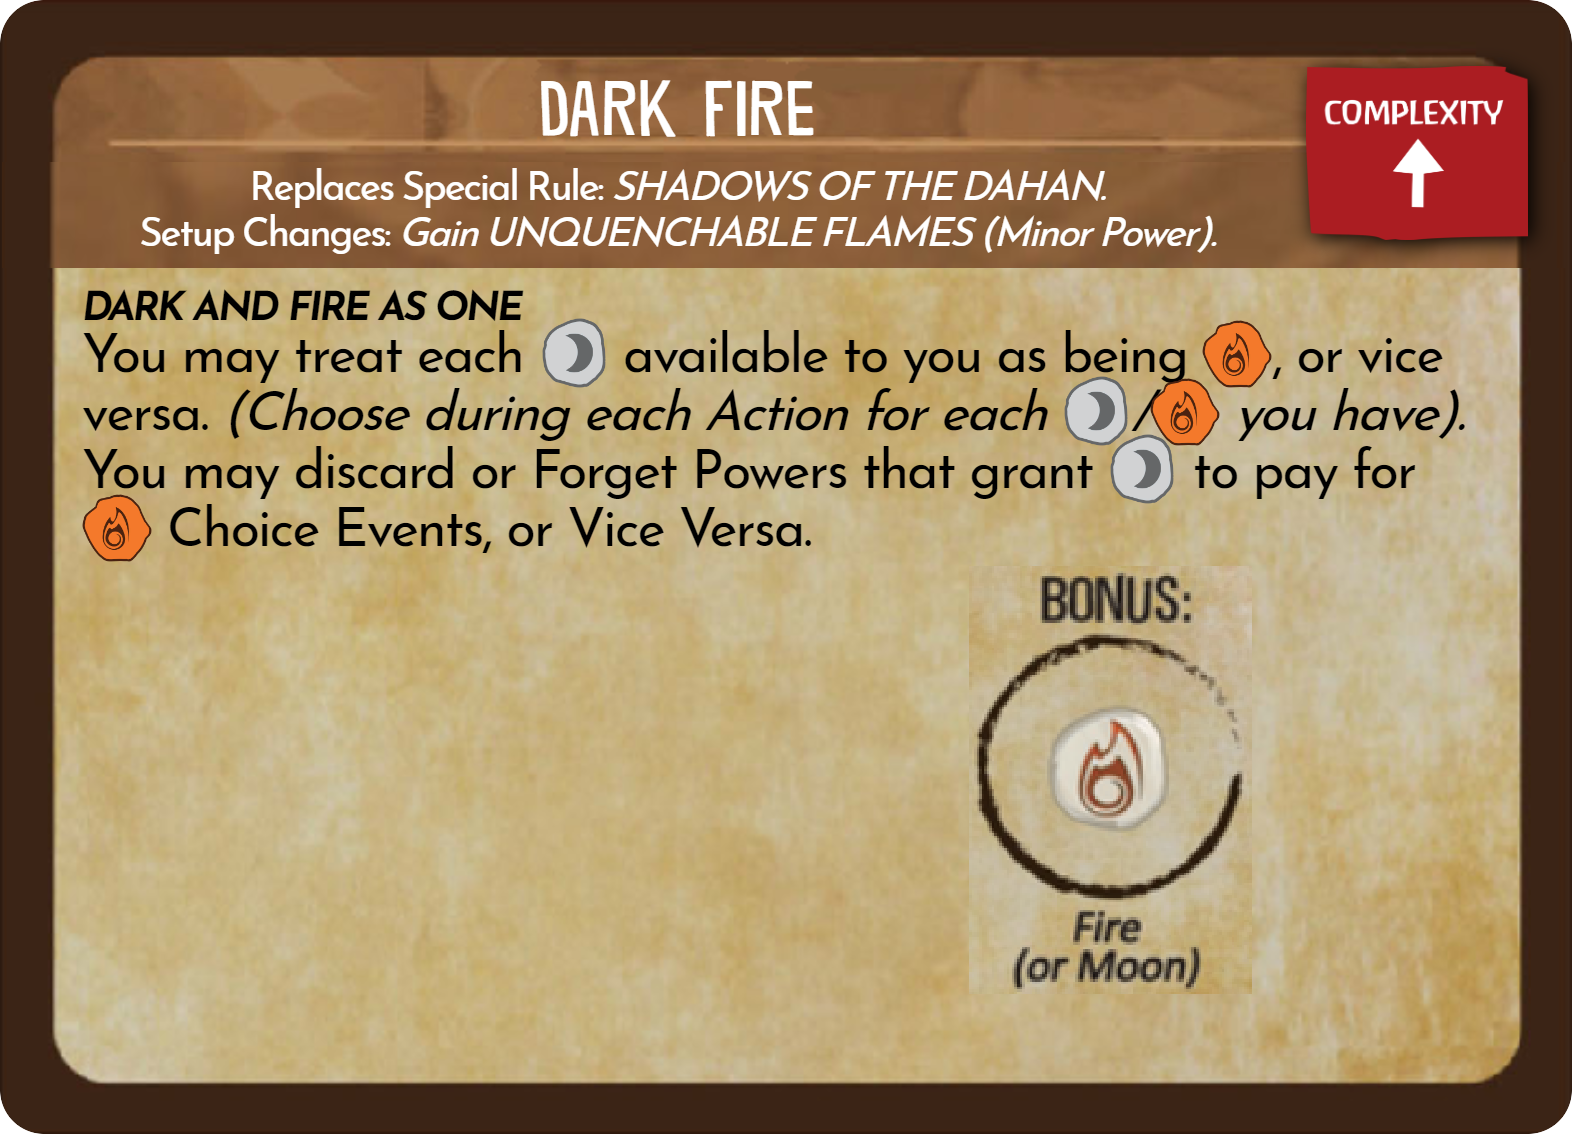 DARK FIRE
COMPLEXITY
Replaces Special Rule: SHADOWS OF THE DAHAN.
Setup Changes: Gain UNQUENCHABLE FLAMES (Minor Power).
DARK AND FIRE AS ONE
You may treat each available to you as being , or vice
versa. (Choose during each Action for each / you have).
You may discard or Forget Powers that grant to pay for
Choice Events, or Vice Versa.
BONUS:
Fire
(or Moon)